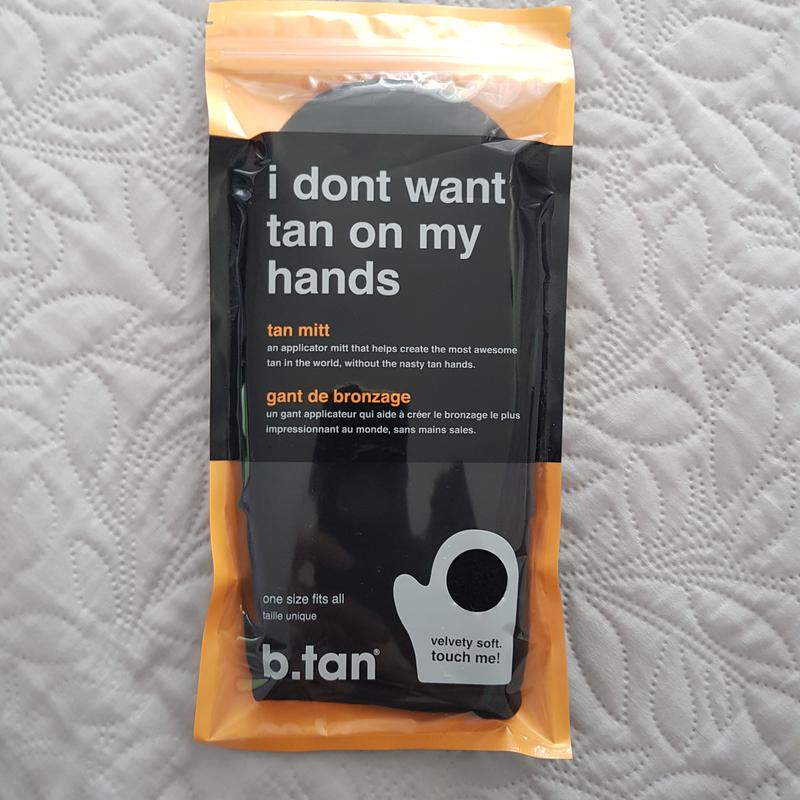 i dont want
tan on my
hands
tan mitt
an applicator mitt that helps create the most awesome
tan in the world, without the nasty tan hands.
gant de bronzage
un gant applicateur qui aide à créer le bronzage le plus
impressionnant au monde, sans mains sales.
one size fits all
taille unique
b.tan®
velvety soft.
touch me!